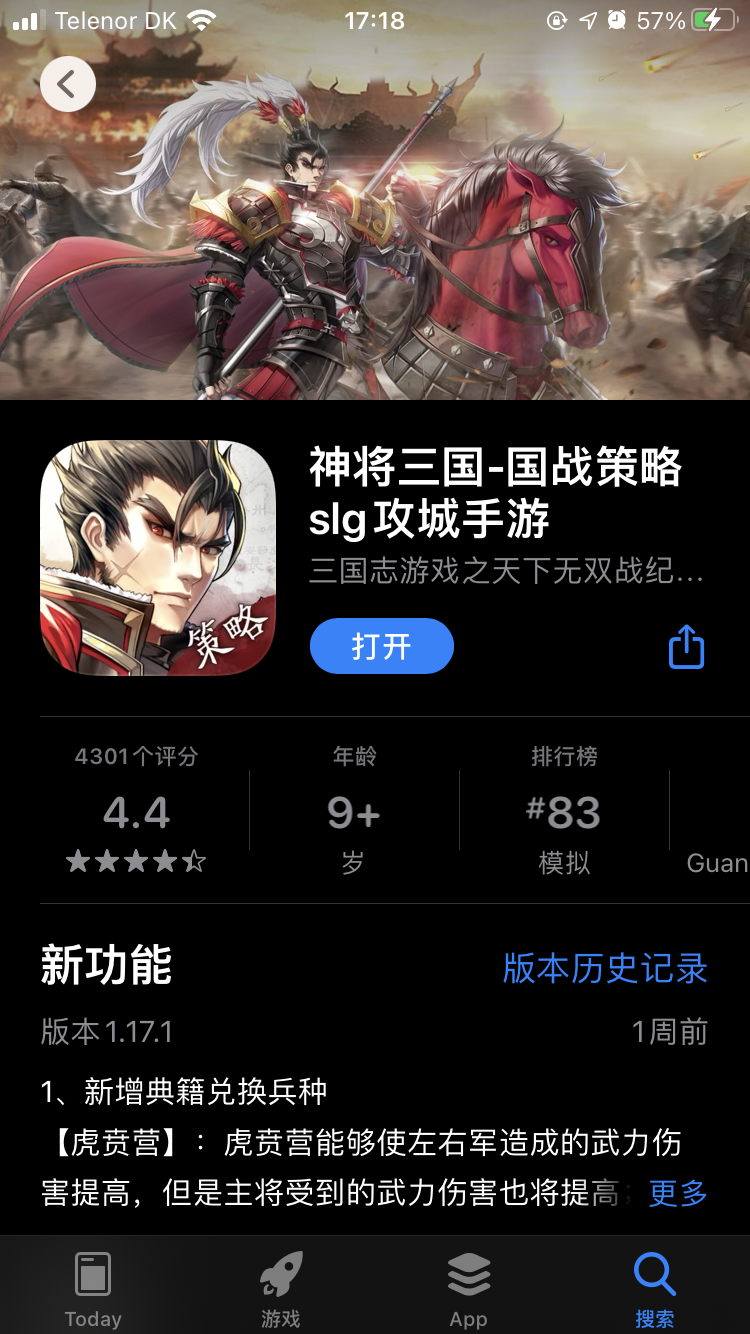 Telenor DK 17:18 57%
神将三国-国战策略
slg攻城手游
三国志游戏之天下无双战纪...
策略
打开
4301个评分 年龄 排行榜
4.4 9+ #83
岁 模拟 Guan
新功能 版本历史记录
版本 1.17.1 1周前
1、新增典籍兑换兵种
【虎贲营】：虎贲营能够使左右军造成的武力伤
害提高，但是主将受到的武力伤害也将提高； 更多
Today 游戏 App 搜索